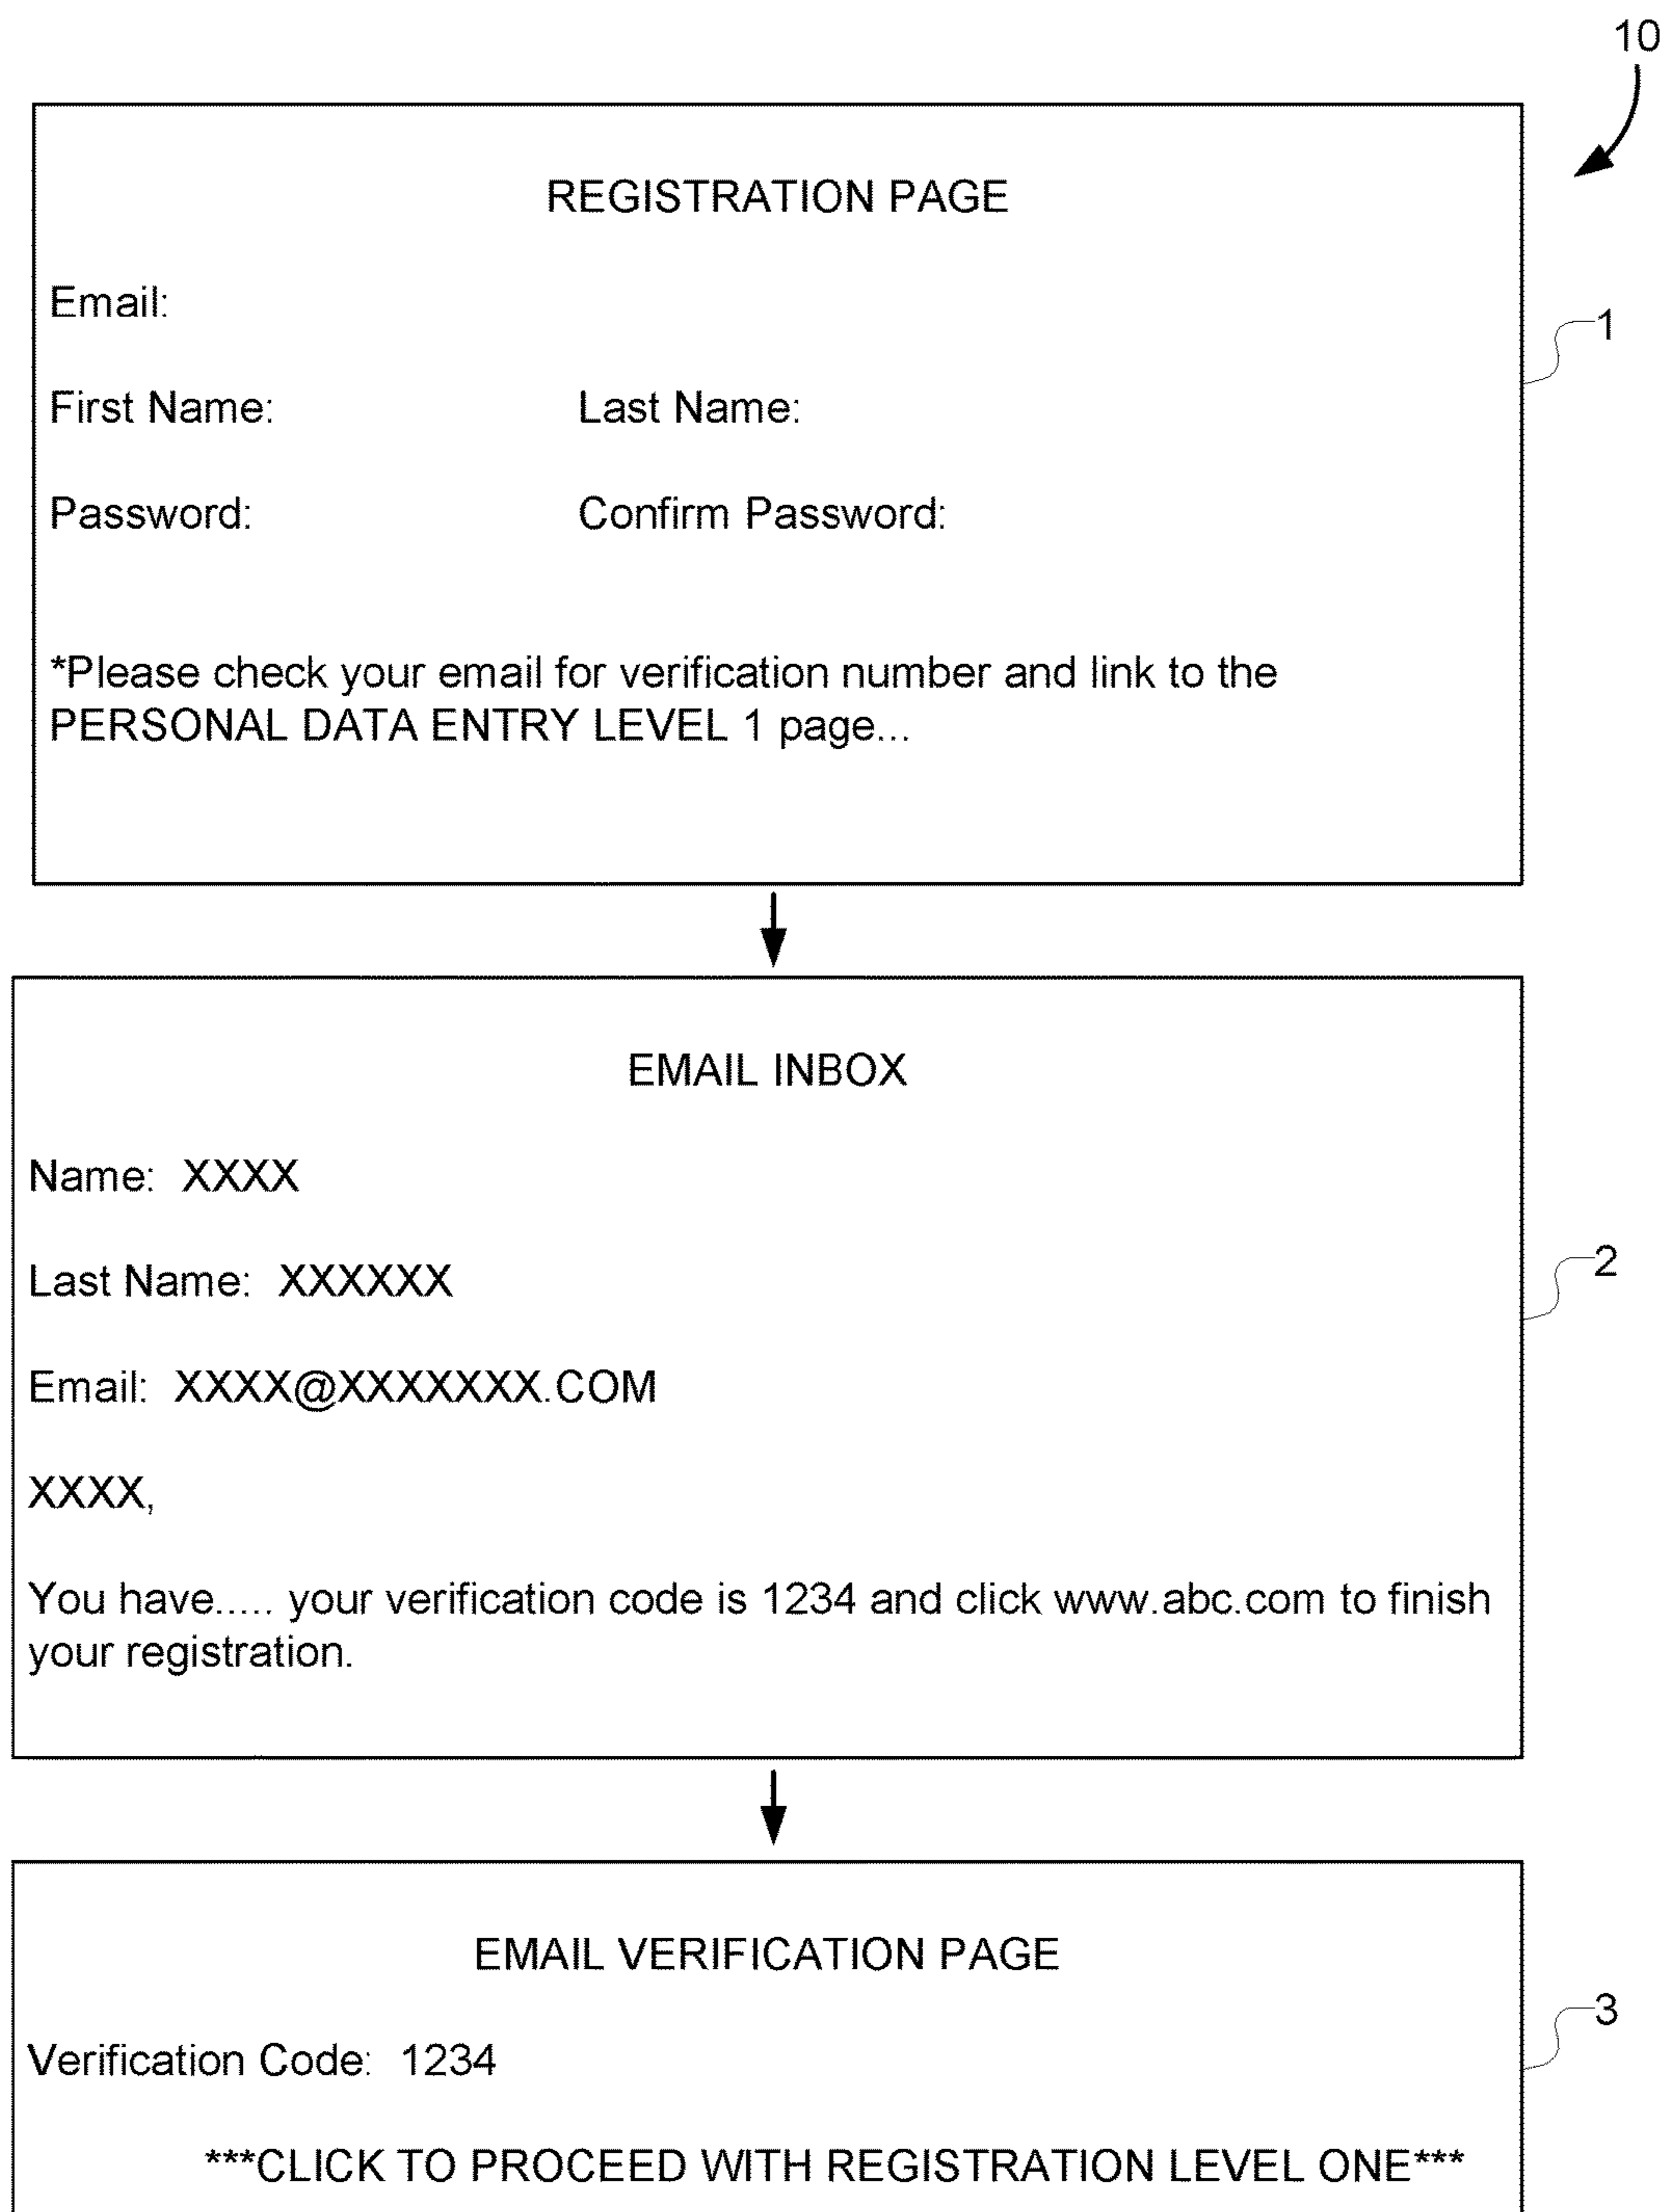 10
REGISTRATION PAGE
Email:
1
First Name: Last Name:
Password: Confirm Password:
*Please check your email for verification number and link to the
PERSONAL DATA ENTRY LEVEL 1 page...
EMAIL INBOX
Name: XXXX
Last Name: XXXXXX
2
Email: XXXX@XXXXXXX.COM
XXXX,
You have..... your verification code is 1234 and click www.abc.com to finish
your registration.
EMAIL VERIFICATION PAGE
3
Verification Code: 1234
***CLICK TO PROCEED WITH REGISTRATION LEVEL ONE***